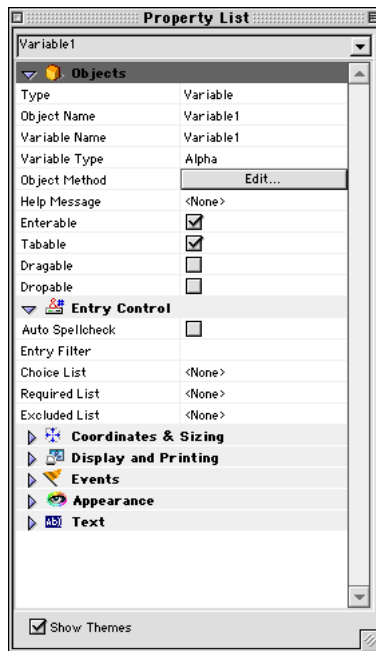 Property List
Variable1
Objects
Type Variable
Object Name Variable1
Variable Name Variable1
Variable Type Alpha
Object Method Edit...
Help Message <None>
Enterable
Tabable
Dragable
Dropable
Entry Control
Auto Spellcheck
Entry Filter
Choice List <None>
Required List <None>
Excluded List <None>
Coordinates & Sizing
Display and Printing
Events
Appearance
Text
Show Themes